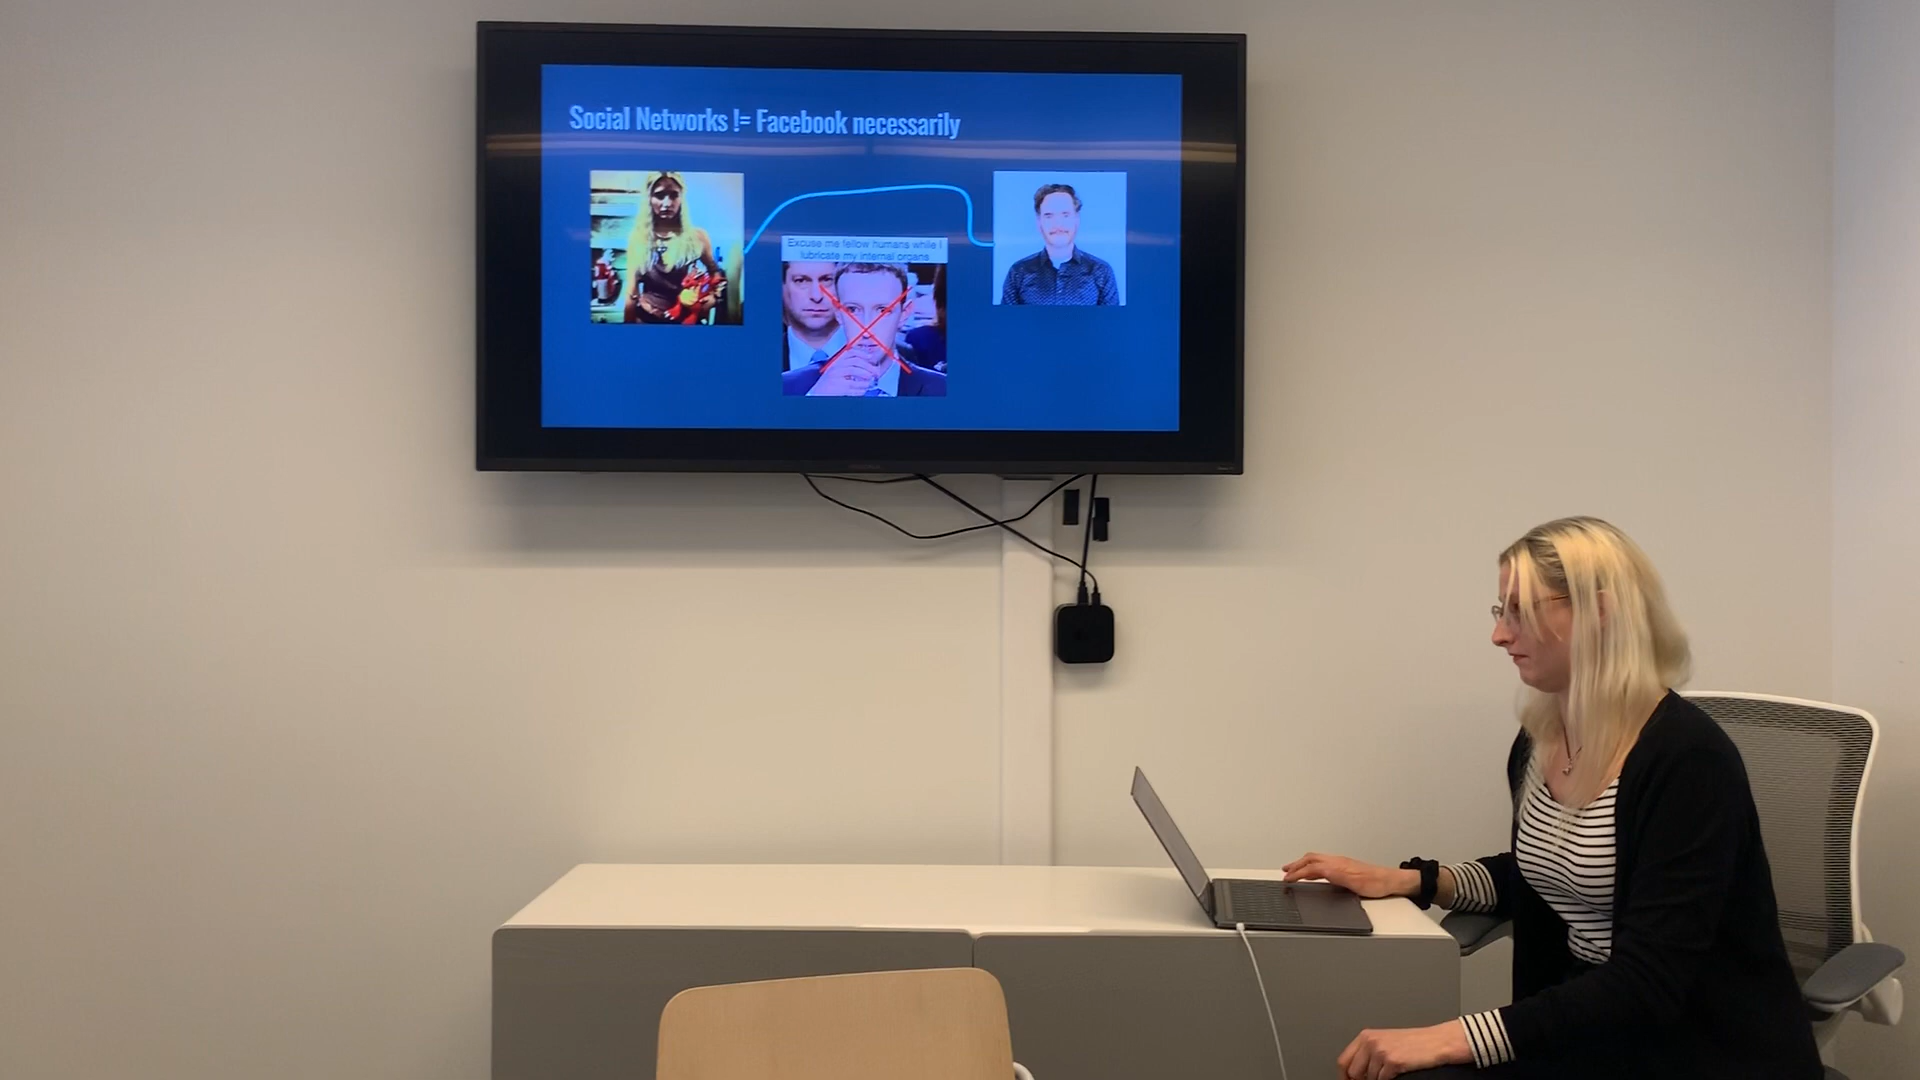 Social Networks != Facebook necessarily
Excuse me fellow humans while I
lubricate my internal organs